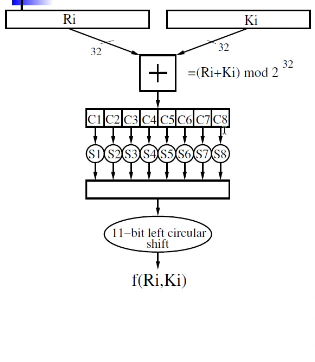 Ri Ki
32 32
+ =(Ri+Ki) mod 2 32
C1 C2 C3 C4 C5 C6 C7 C8
S1 S2 S3 S4 S5 S6 S7 S8
11-bit left circular
shift
f(Ri,Ki)